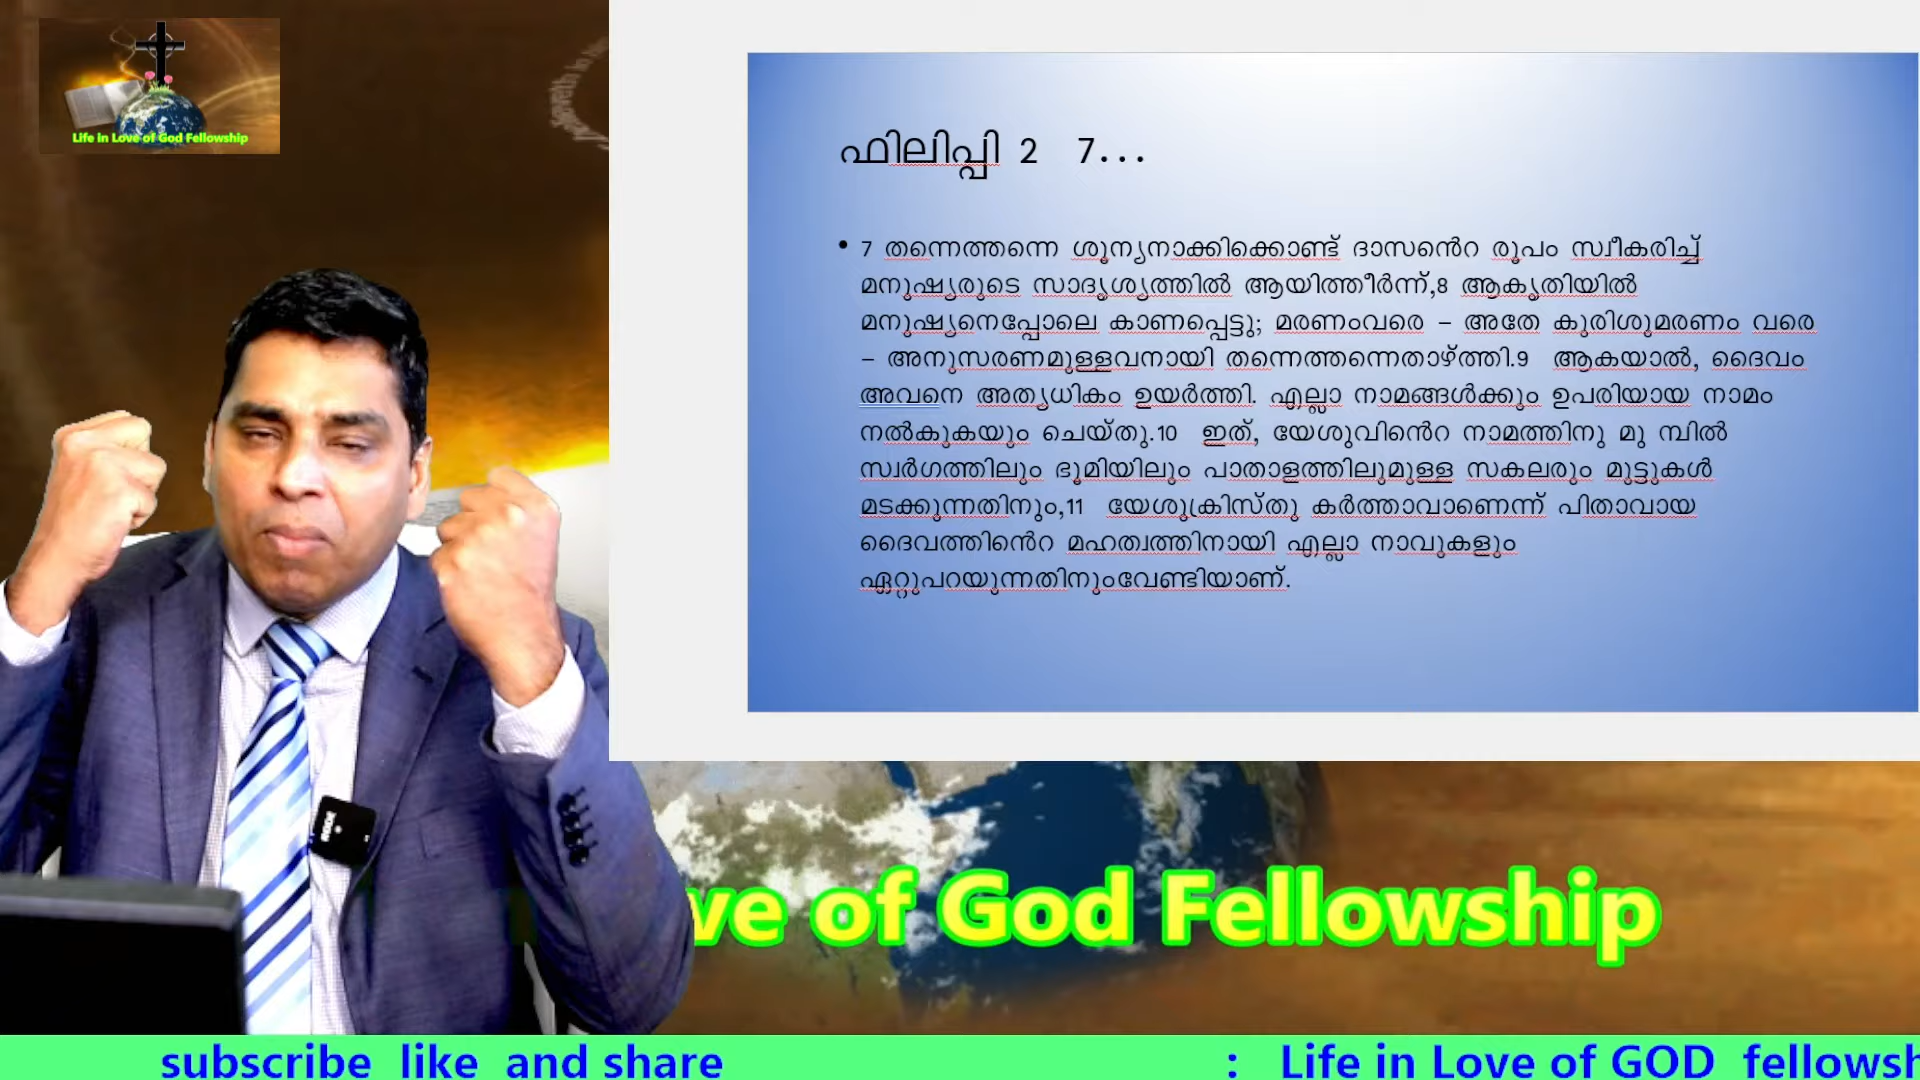 Life in Love of God Fellowship
ഫിലിപ്പി 2 7...
• 7 തന്നെത്തന്നെ ശൂന്യനാക്കിക്കൊണ്ട് ദാസൻെറ രൂപം സ്വീകരിച്ച്
മനുഷ്യരുടെ സാദൃശ്യത്തിൽ ആയിത്തീർന്ന്,8 ആകൃതിയിൽ
മനുഷ്യനെപ്പോലെ കാണപ്പെട്ടു; മരണംവരെ – അതേ കുരിശുമരണം വരെ
– അനുസരണമുള്ളവനായി തന്നെത്തന്നെതാഴ്ത്തി.9 ആകയാൽ, ദൈവം
അവനെ അത്യധികം ഉയർത്തി. എല്ലാ നാമങ്ങൾക്കും ഉപരിയായ നാമം
നൽകുകയും ചെയ്തു.10 ഇത്, യേശുവിൻെറ നാമത്തിനു മു മ്പിൽ
സ്വർഗത്തിലും ഭൂമിയിലും പാതാളത്തിലുമുള്ള സകലരും മുട്ടുകൾ
മടക്കുന്നതിനും,11 യേശുക്രിസ്തു കർത്താവാണെന്ന് പിതാവായ
ദൈവത്തിൻെറ മഹത്വത്തിനായി എല്ലാ നാവുകളും
ഏറ്റുപറയുന്നതിനുംവേണ്ടിയാണ്.
RODE
ve of God Fellowship
subscribe like and share : Life in Love of GOD fellowsh